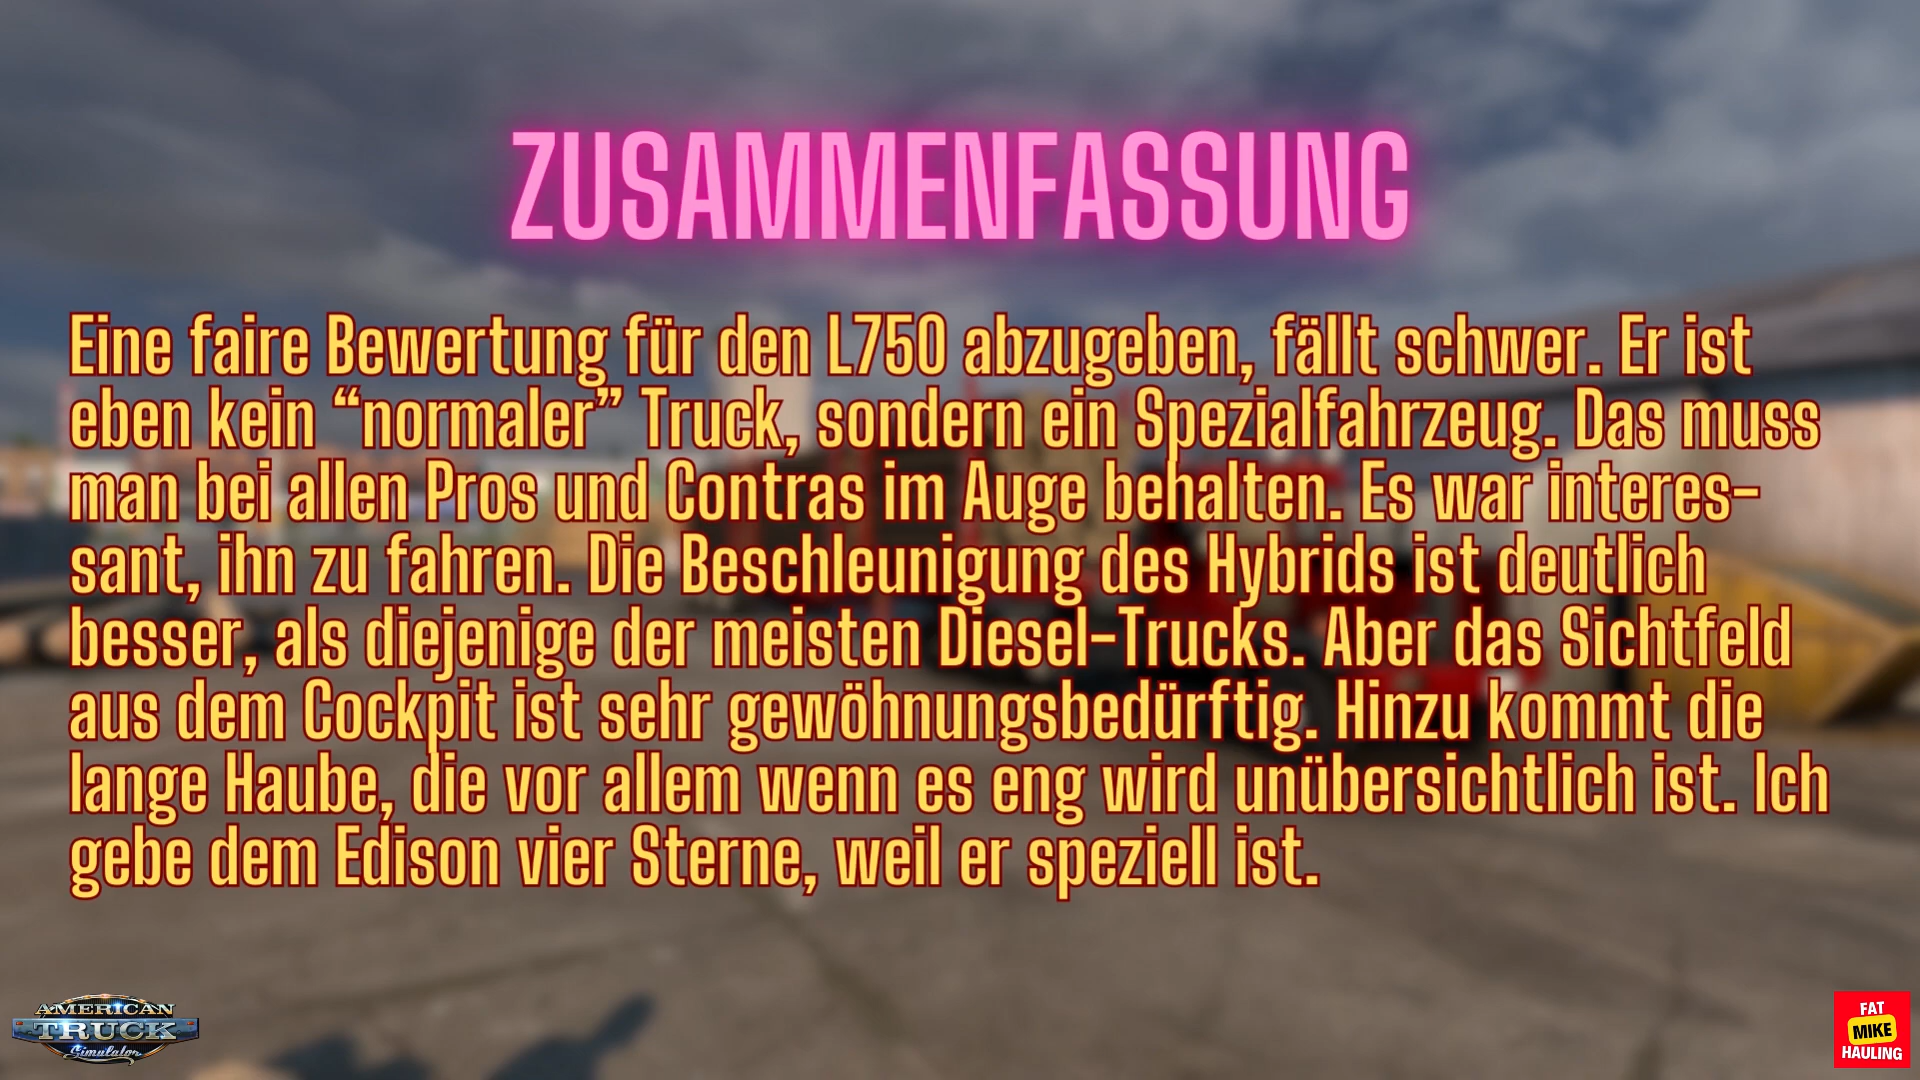 ZUSAMMENFASSUNG
Eine faire Bewertung für den L750 abzugeben, fällt schwer. Er ist
eben kein “normaler” Truck, sondern ein Spezialfahrzeug. Das muss
man bei allen Pros und Contras im Auge behalten. Es war interes-
sant, ihn zu fahren. Die Beschleunigung des Hybrids ist deutlich
besser, als diejenige der meisten Diesel-Trucks. Aber das Sichtfeld
aus dem Cockpit ist sehr gewöhnungsbedürftig. Hinzu kommt die
lange Haube, die vor allem wenn es eng wird unübersichtlich ist. Ich
gebe dem Edison vier Sterne, weil er speziell ist.
AMERICAN
TRUCK
Simulator
FAT
MIKE
HAULING